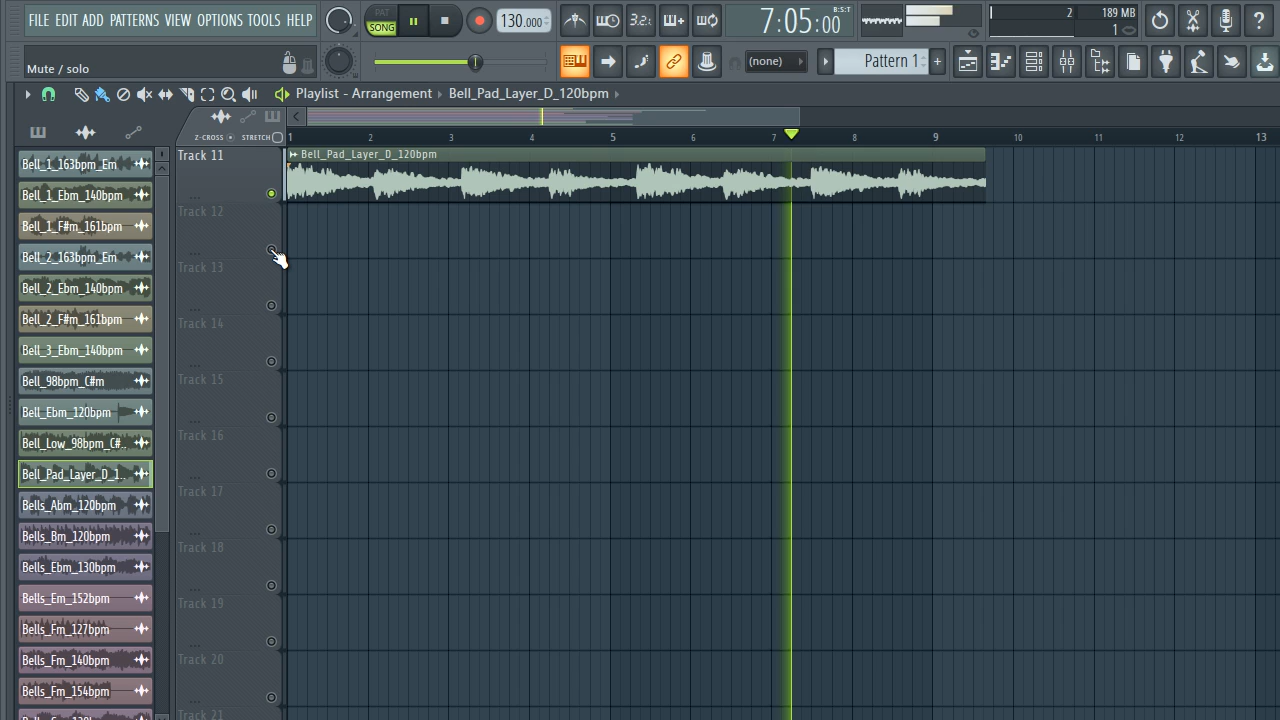 FILE EDIT ADD PATTERNS VIEW OPTIONS TOOLS HELP
PAT
SONG
130.000
3.2.
7:05:00
B:S:T
2
189 MB
1
?
Mute / solo
(none)
Pattern 1
+
Playlist - Arrangement
Bell_Pad_Layer_D_120bpm
Z-CROSS
STRETCH
1 2 3 4 5 6 7 8 9 10 11 12 13
Bell_1_163bpm_Em
Bell_1_Ebm_140bpm
Bell_1_F#m_161bpm
Bell_2_163bpm_Em
Bell_2_Ebm_140bpm
Bell_2_F#m_161bpm
Bell_3_Ebm_140bpm
Bell_98bpm_C#m
Bell_Ebm_120bpm
Bell_Low_98bpm_C#..
Bell_Pad_Layer_D_1..
Bells_Abm_120bpm
Bells_Bm_120bpm
Bells_Ebm_130bpm
Bells_Em_152bpm
Bells_Fm_127bpm
Bells_Fm_140bpm
Bells_Fm_154bpm
Track 11
...
Bell_Pad_Layer_D_120bpm
Track 12
...
Track 13
...
Track 14
...
Track 15
...
Track 16
...
Track 17
...
Track 18
...
Track 19
...
Track 20
...
Track 21